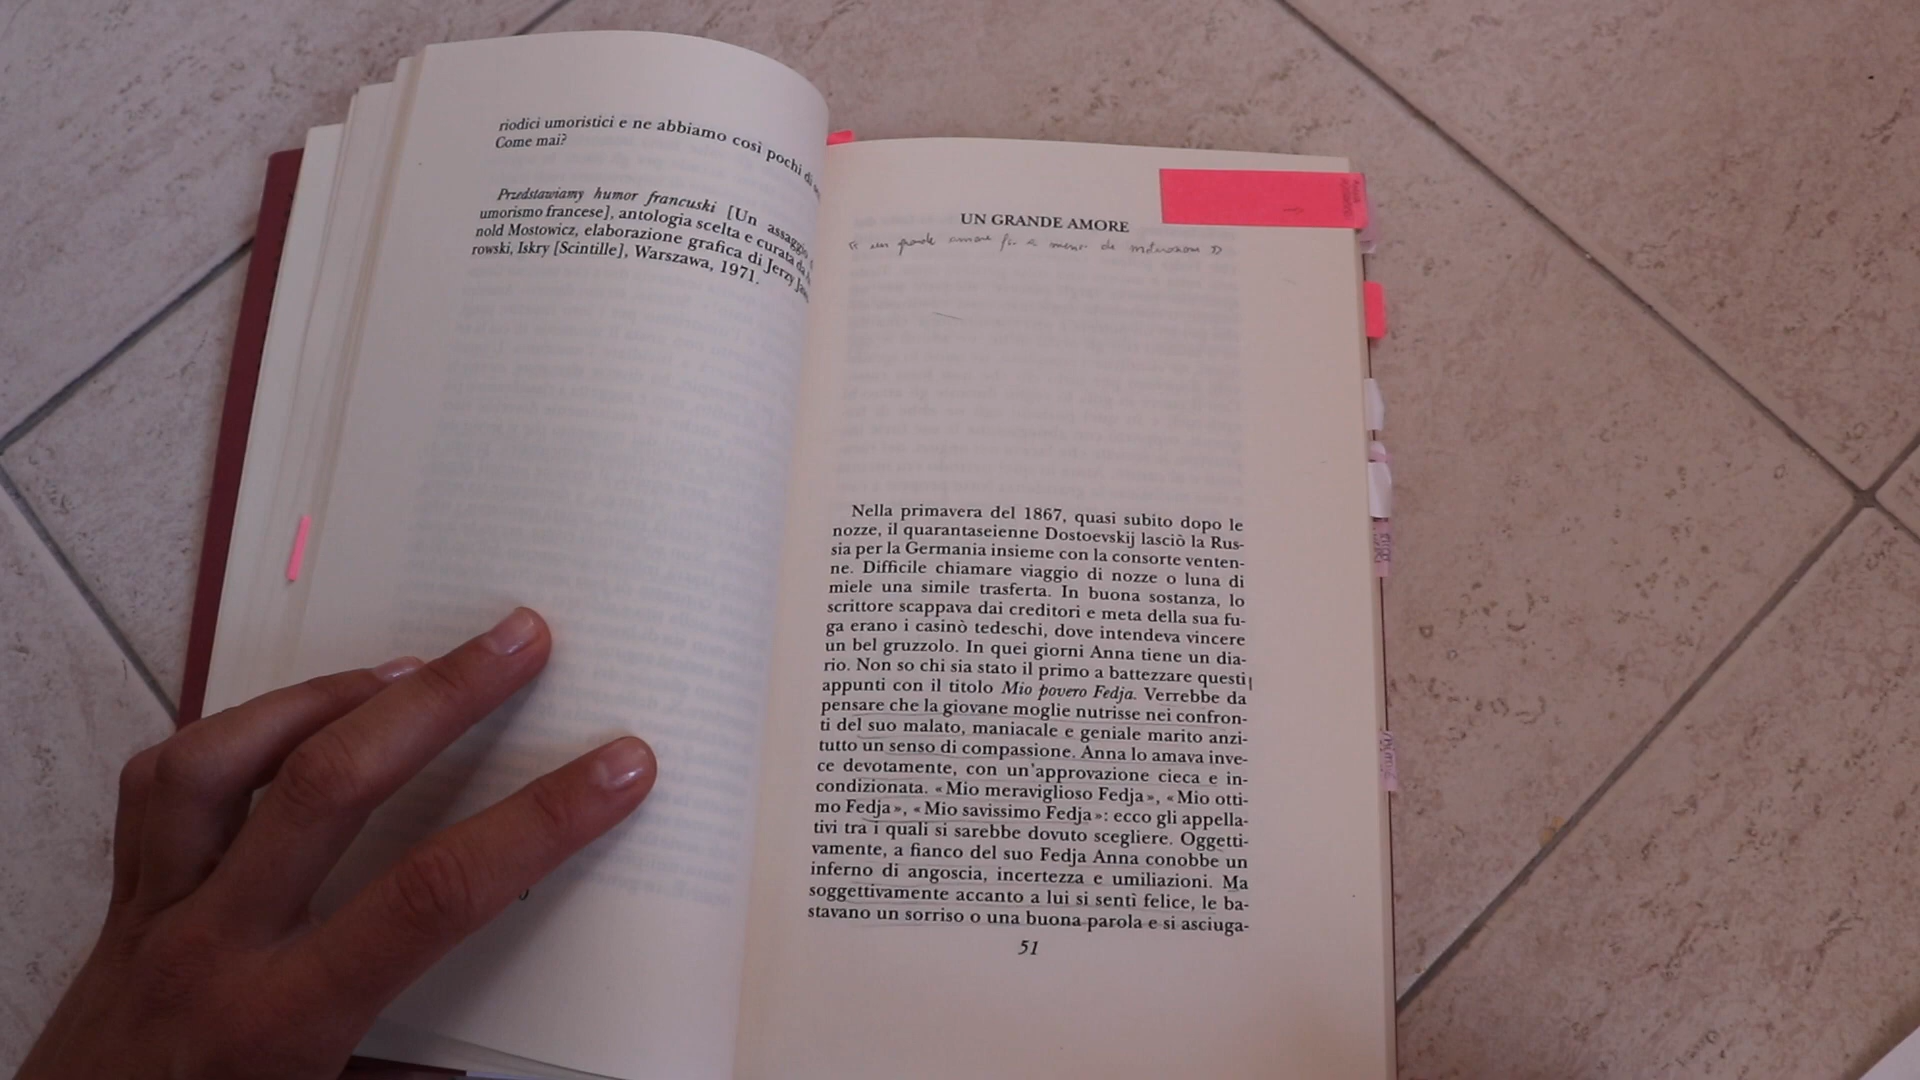 riodici umoristici e ne abbiamo così pochi di
Come mai?
Przedstawiamy humor francuski [Un assaggio
umorismo francese], antologia scelta e curata da
nold Mostowicz, elaborazione grafica di Jerzy
rowski, Iskry [Scintille], Warszawa, 1971.
UN GRANDE AMORE
« un grande amore fa a meno de »
Nella primavera del 1867, quasi subito dopo le
nozze, il quarantaseienne Dostoevskij lasciò la Rus-
sia per la Germania insieme con la consorte venten-
ne. Difficile chiamare viaggio di nozze o luna di
miele una simile trasferta. In buona sostanza, lo
scrittore scappava dai creditori e meta della sua fu-
ga erano i casinò tedeschi, dove intendeva vincere
un bel gruzzolo. In quei giorni Anna tiene un dia-
rio. Non so chi sia stato il primo a battezzare questi
appunti con il titolo Mio povero Fedja. Verrebbe da
pensare che la giovane moglie nutrisse nei confron-
ti del suo malato, maniacale e geniale marito anzi-
tutto un senso di compassione. Anna lo amava inve-
ce devotamente, con un'approvazione cieca e in-
condizionata. «Mio meraviglioso Fedja», «Mio otti-
mo Fedja», «Mio savissimo Fedja»: ecco gli appella-
tivi tra i quali si sarebbe dovuto scegliere. Oggetti-
vamente, a fianco del suo Fedja Anna conobbe un
inferno di angoscia, incertezza e umiliazioni. Ma
soggettivamente accanto a lui si sentì felice, le ba-
stavano un sorriso o una buona parola e si asciuga-
51